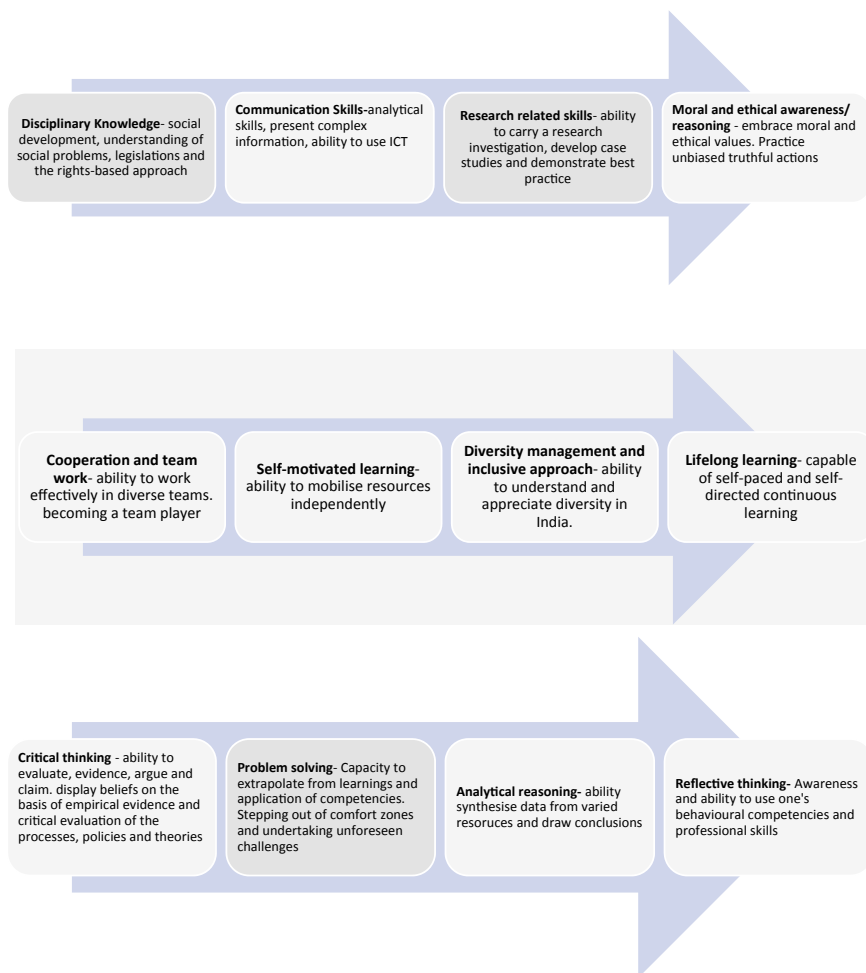 Disciplinary Knowledge- social
development, understanding of
social problems, legislations and
the rights-based approach
Communication Skills-analytical
skills, present complex
information, ability to use ICT
Research related skills- ability
to carry a research
investigation, develop case
studies and demonstrate best
practice
Moral and ethical awareness/
reasoning - embrace moral and
ethical values. Practice
unbiased truthful actions
Cooperation and team
work- ability to work
effectively in diverse teams.
becoming a team player
Self-motivated learning-
ability to mobilise resources
independently
Diversity management and
inclusive approach- ability
to understand and
appreciate diversity in
India.
Lifelong learning- capable
of self-paced and self-
directed continuous
learning
Critical thinking - ability to
evaluate, evidence, argue and
claim. display beliefs on the
basis of empirical evidence and
critical evaluation of the
processes, policies and theories
Problem solving- Capacity to
extrapolate from learnings and
application of competencies.
Stepping out of comfort zones
and undertaking unforeseen
challenges
Analytical reasoning- ability
synthesise data from varied
resoruces and draw conclusions
Reflective thinking- Awareness
and ability to use one's
behavioural competencies and
professional skills